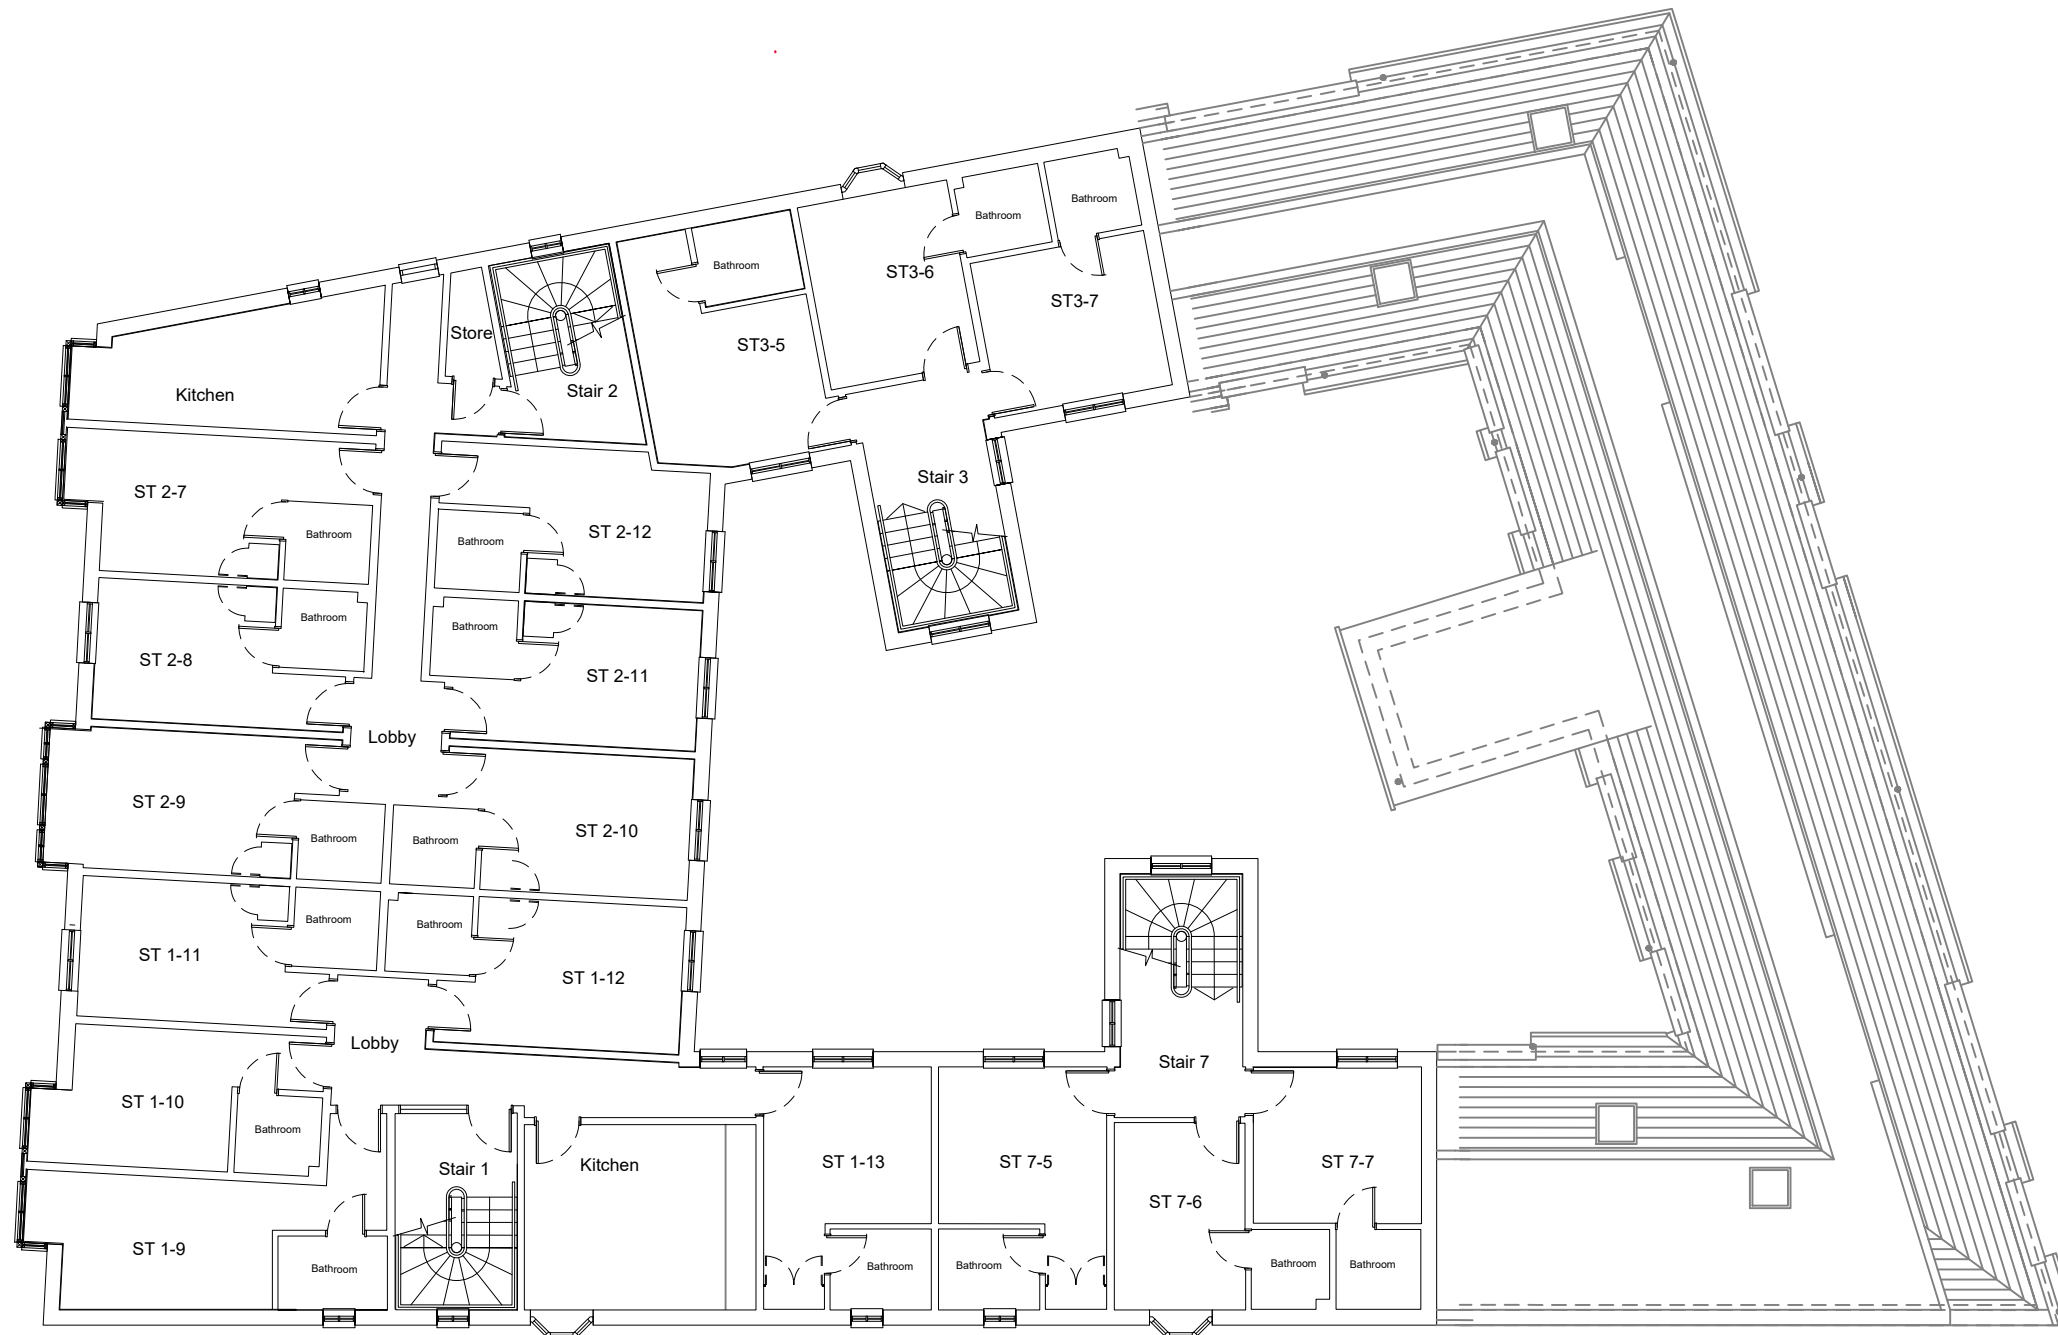 Bathroom
Bathroom
Bathroom
ST3-6
ST3-7
Store
ST3-5
Stair 2
Kitchen
Stair 3
ST 2-7
Bathroom
Bathroom
ST 2-12
Bathroom
Bathroom
ST 2-8
ST 2-11
Lobby
ST 2-9
Bathroom
Bathroom
ST 2-10
Bathroom
Bathroom
ST 1-11
ST 1-12
Lobby
Stair 7
ST 1-10
Bathroom
Stair 1
Kitchen
ST 1-13
ST 7-5
ST 7-7
ST 7-6
ST 1-9
Bathroom
Bathroom
Bathroom
Bathroom
Bathroom